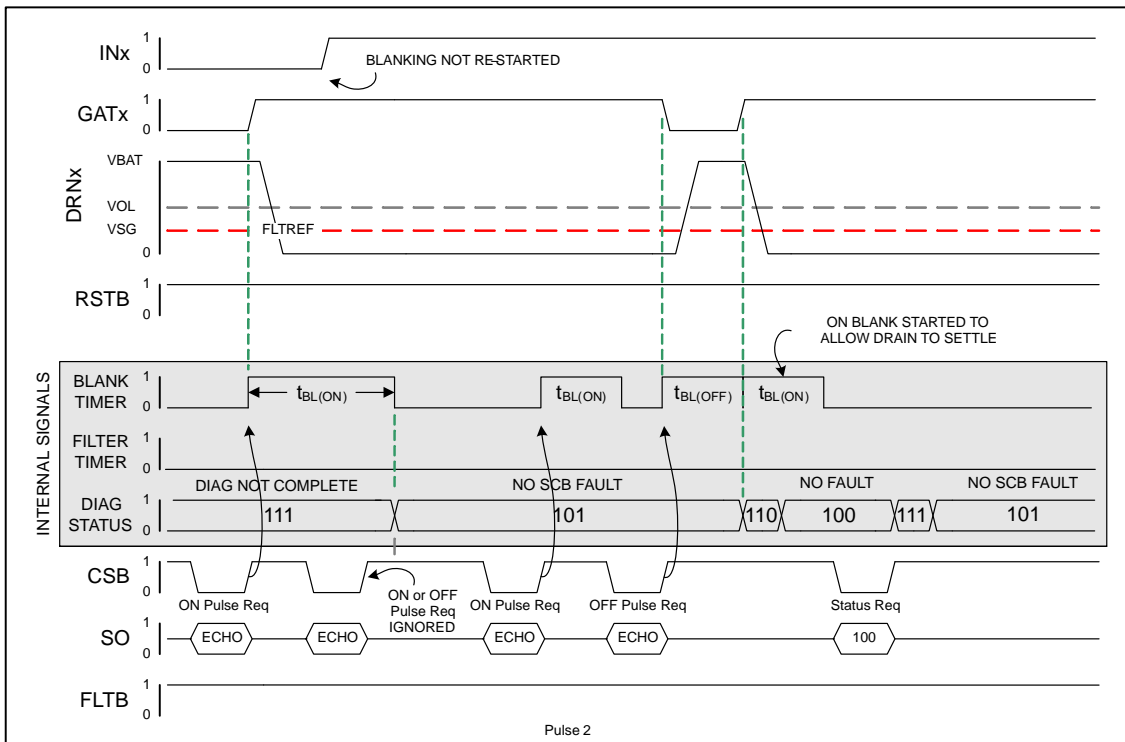 INx
1
0
BLANKING NOT RE-STARTED
GATx
1
0
DRNx
VBAT
VOL
VSG
FLTREF
0
RSTB
1
0
ON BLANK STARTED TO
ALLOW DRAIN TO SETTLE
INTERNAL SIGNALS
BLANK
TIMER
1
0
tBL(ON)
tBL(ON)
tBL(OFF)
tBL(ON)
FILTER
TIMER
1
0
DIAG NOT COMPLETE
NO SCB FAULT
NO FAULT
NO SCB FAULT
DIAG
STATUS
1
0
111
101
110
100
111
101
CSB
1
0
ON Pulse Req
ON or OFF
Pulse Req
IGNORED
ON Pulse Req
OFF Pulse Req
Status Req
SO
1
0
ECHO
ECHO
ECHO
ECHO
100
FLTB
1
0
Pulse 2